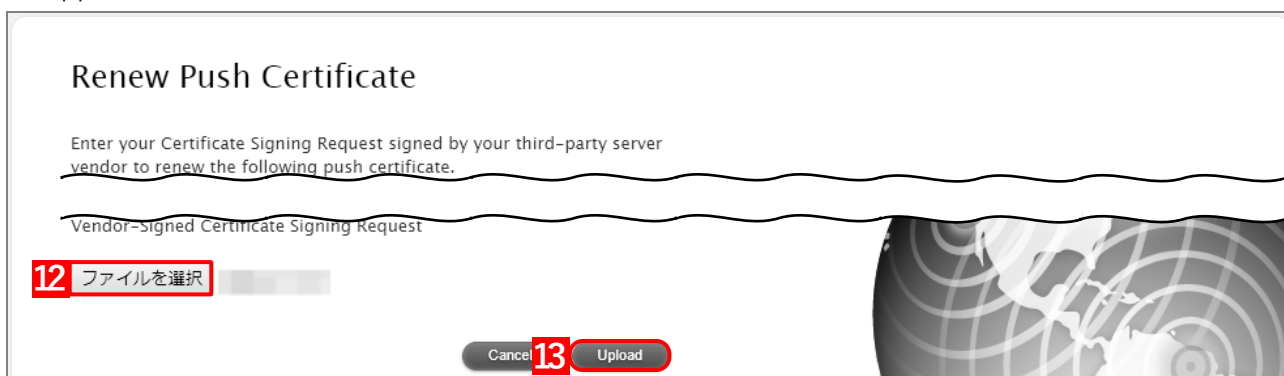 Renew Push Certificate
Enter your Certificate Signing Request signed by your third-party server
vendor to renew the following push certificate.
Vendor-Signed Certificate Signing Request
12 ファイルを選択
Cancel 13 Upload